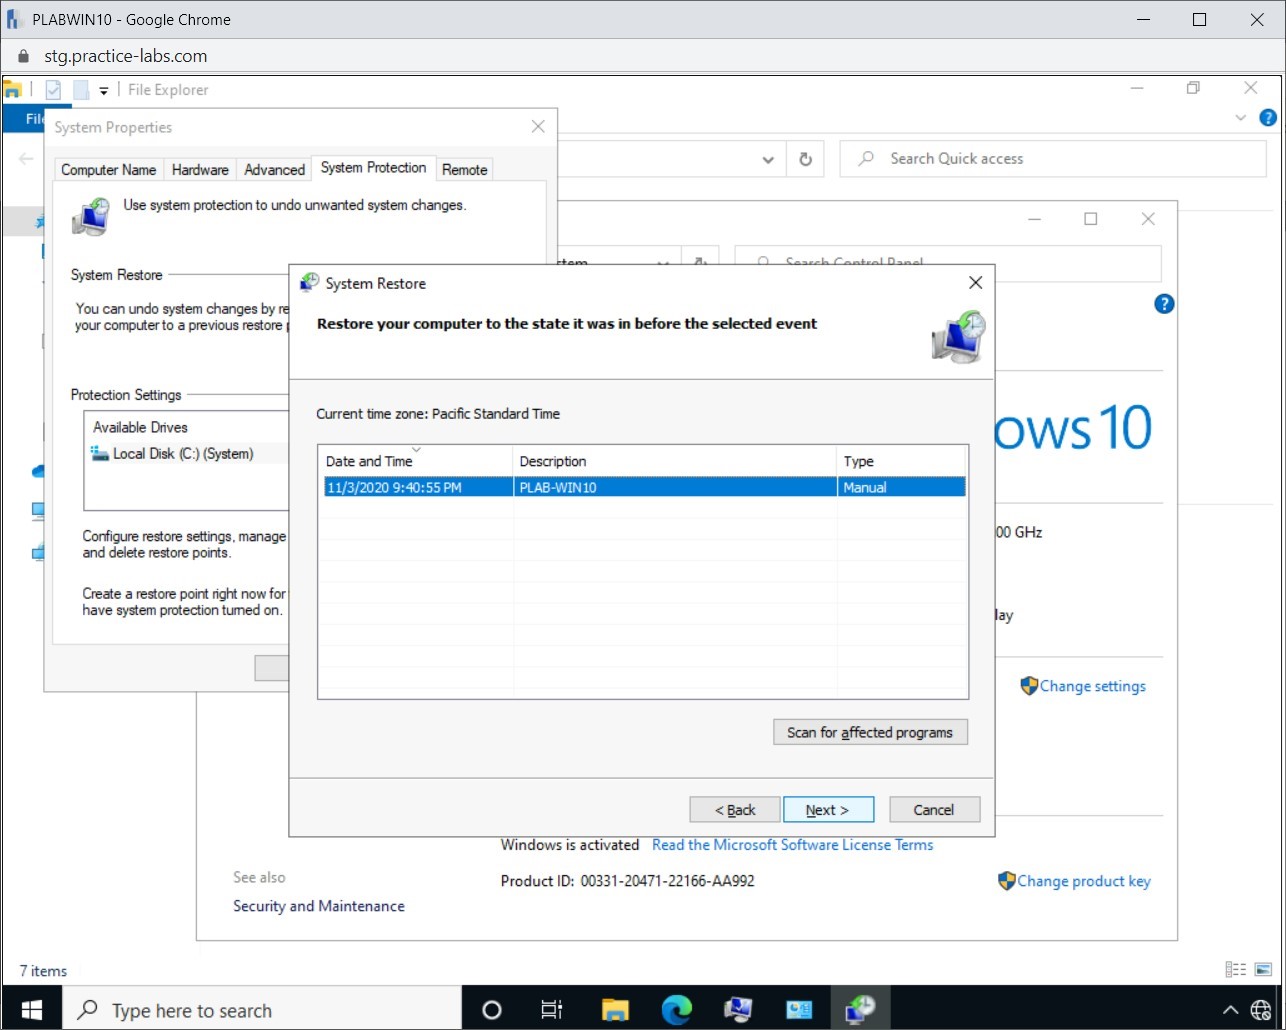 PLABWIN10 - Google Chrome
stg.practice-labs.com
File Explorer
File
System Properties
Computer Name Hardware Advanced System Protection Remote
Search Quick access
Use system protection to undo unwanted system changes.
System Restore
You can undo system changes by re
your computer to a previous restore p
Protection Settings
Available Drives
Local Disk (C:) (System)
Configure restore settings, manage
and delete restore points.
Create a restore point right now for
have system protection turned on.
Search Control Panel
System Restore
Restore your computer to the state it was in before the selected event
Current time zone: Pacific Standard Time
Date and Time Description Type
11/3/2020 9:40:55 PM PLAB-WIN10 Manual
Scan for affected programs
< Back Next > Cancel
ows 10
00 GHz
lay
Change settings
Windows is activated Read the Microsoft Software License Terms
Product ID: 00331-20471-22166-AA992
Change product key
See also
Security and Maintenance
7 items
Type here to search